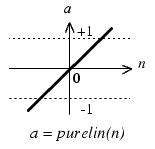 a
+1
n
0
-1
a = purelin(n)